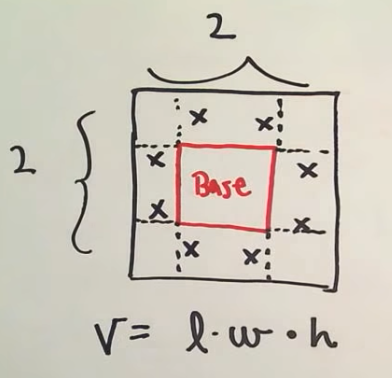 2
x x
x x
2 Base
x x
x x
V = l · w · h